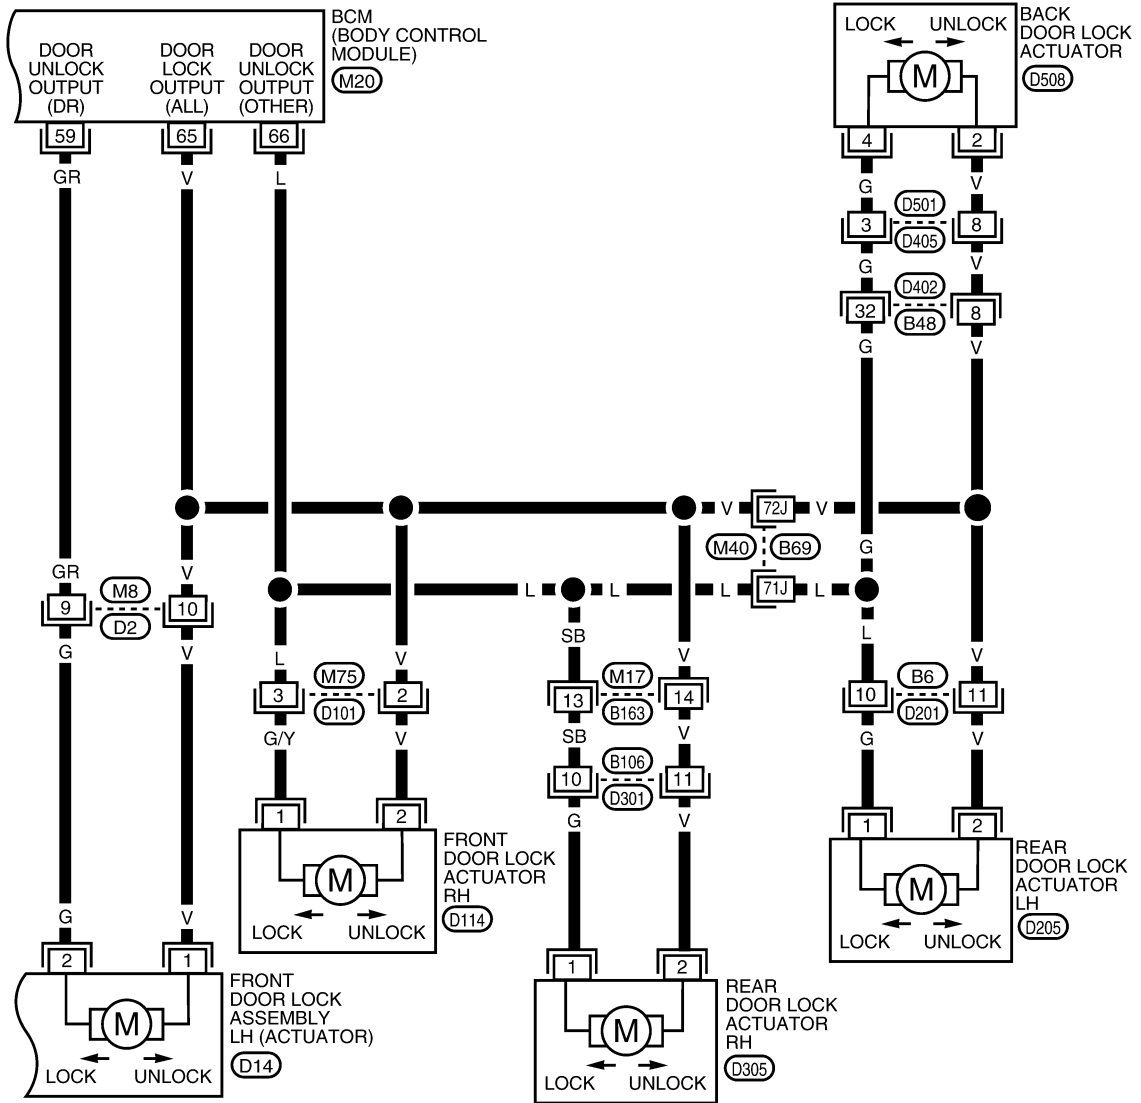 BCM
(BODY CONTROL
MODULE)
M20
DOOR
UNLOCK
OUTPUT
(DR)
DOOR
LOCK
OUTPUT
(ALL)
DOOR
UNLOCK
OUTPUT
(OTHER)
59
65
66
GR
V
L
BACK
DOOR LOCK
ACTUATOR
D508
LOCK
UNLOCK
M
4
2
G
V
D501
3
8
D405
G
V
D402
32
8
B48
G
V
V
72J
V
M40
B69
G
L
L
L
71J
L
GR
V
M8
9
10
D2
G
V
L
V
M75
3
2
D101
G/Y
V
SB
V
M17
13
14
B163
SB
V
B106
10
11
D301
G
V
L
V
B6
10
11
D201
G
V
1
2
M
LOCK
UNLOCK
FRONT
DOOR LOCK
ACTUATOR
RH
D114
1
2
M
LOCK
UNLOCK
REAR
DOOR LOCK
ACTUATOR
LH
D205
G
V
2
1
M
LOCK
UNLOCK
FRONT
DOOR LOCK
ASSEMBLY
LH (ACTUATOR)
D14
1
2
M
LOCK
UNLOCK
REAR
DOOR LOCK
ACTUATOR
RH
D305